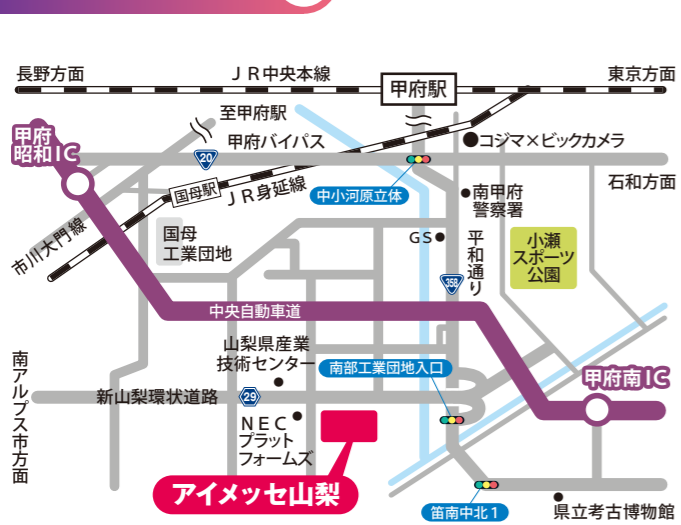 長野方面
JR中央本線
甲府駅
東京方面
至甲府駅
甲府
昭和IC
甲府バイパス
コジマ×ビックカメラ
20
石和方面
国母駅
JR身延線
中小河原立体
南甲府
警察署
市川大門線
国母
工業団地
GS
平和通り
小瀬
スポーツ
公園
358
中央自動車道
山梨県産業
技術センター
南部工業団地入口
南アルプス市方面
甲府南IC
新山梨環状道路
29
NEC
プラット
フォームズ
アイメッセ山梨
笛南中北1
県立考古博物館